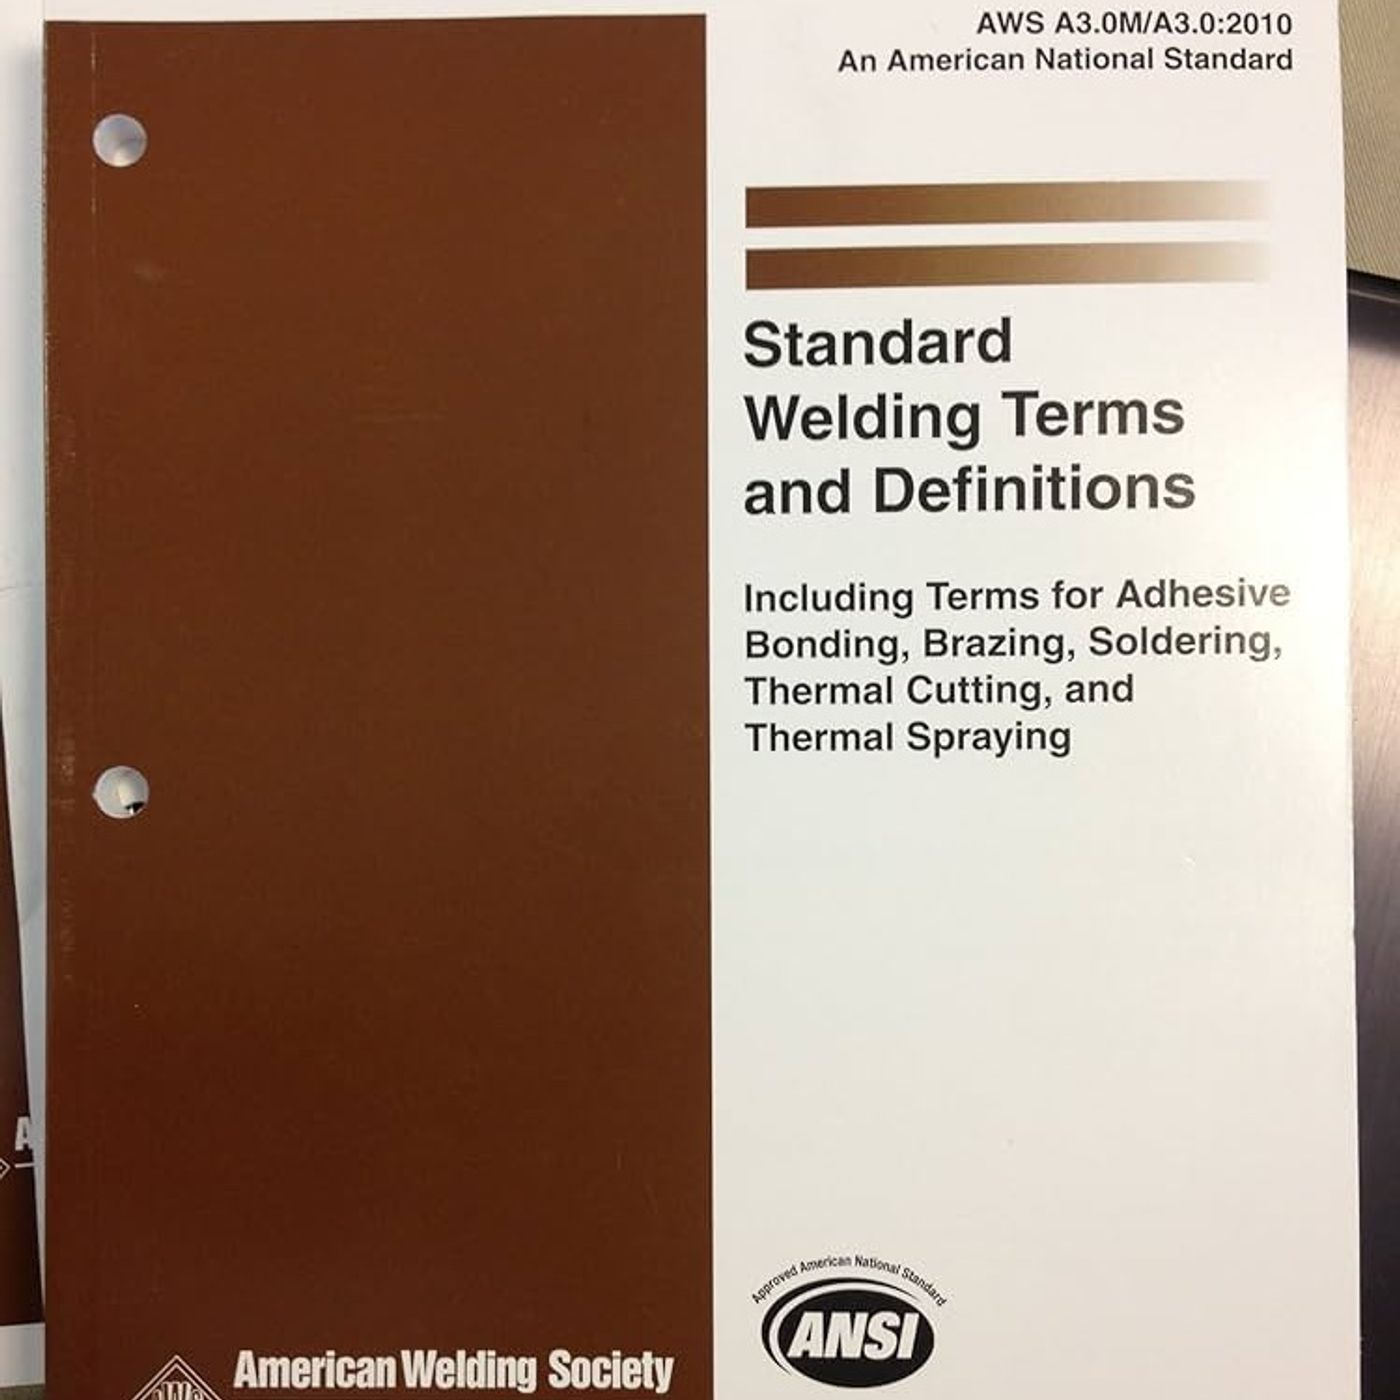 AWS A3.0M/A3.0:2010
An American National Standard
Standard
Welding Terms
and Definitions
Including Terms for Adhesive
Bonding, Brazing, Soldering,
Thermal Cutting, and
Thermal Spraying
Approved American National Standard
ANSI
AWS
American Welding Society